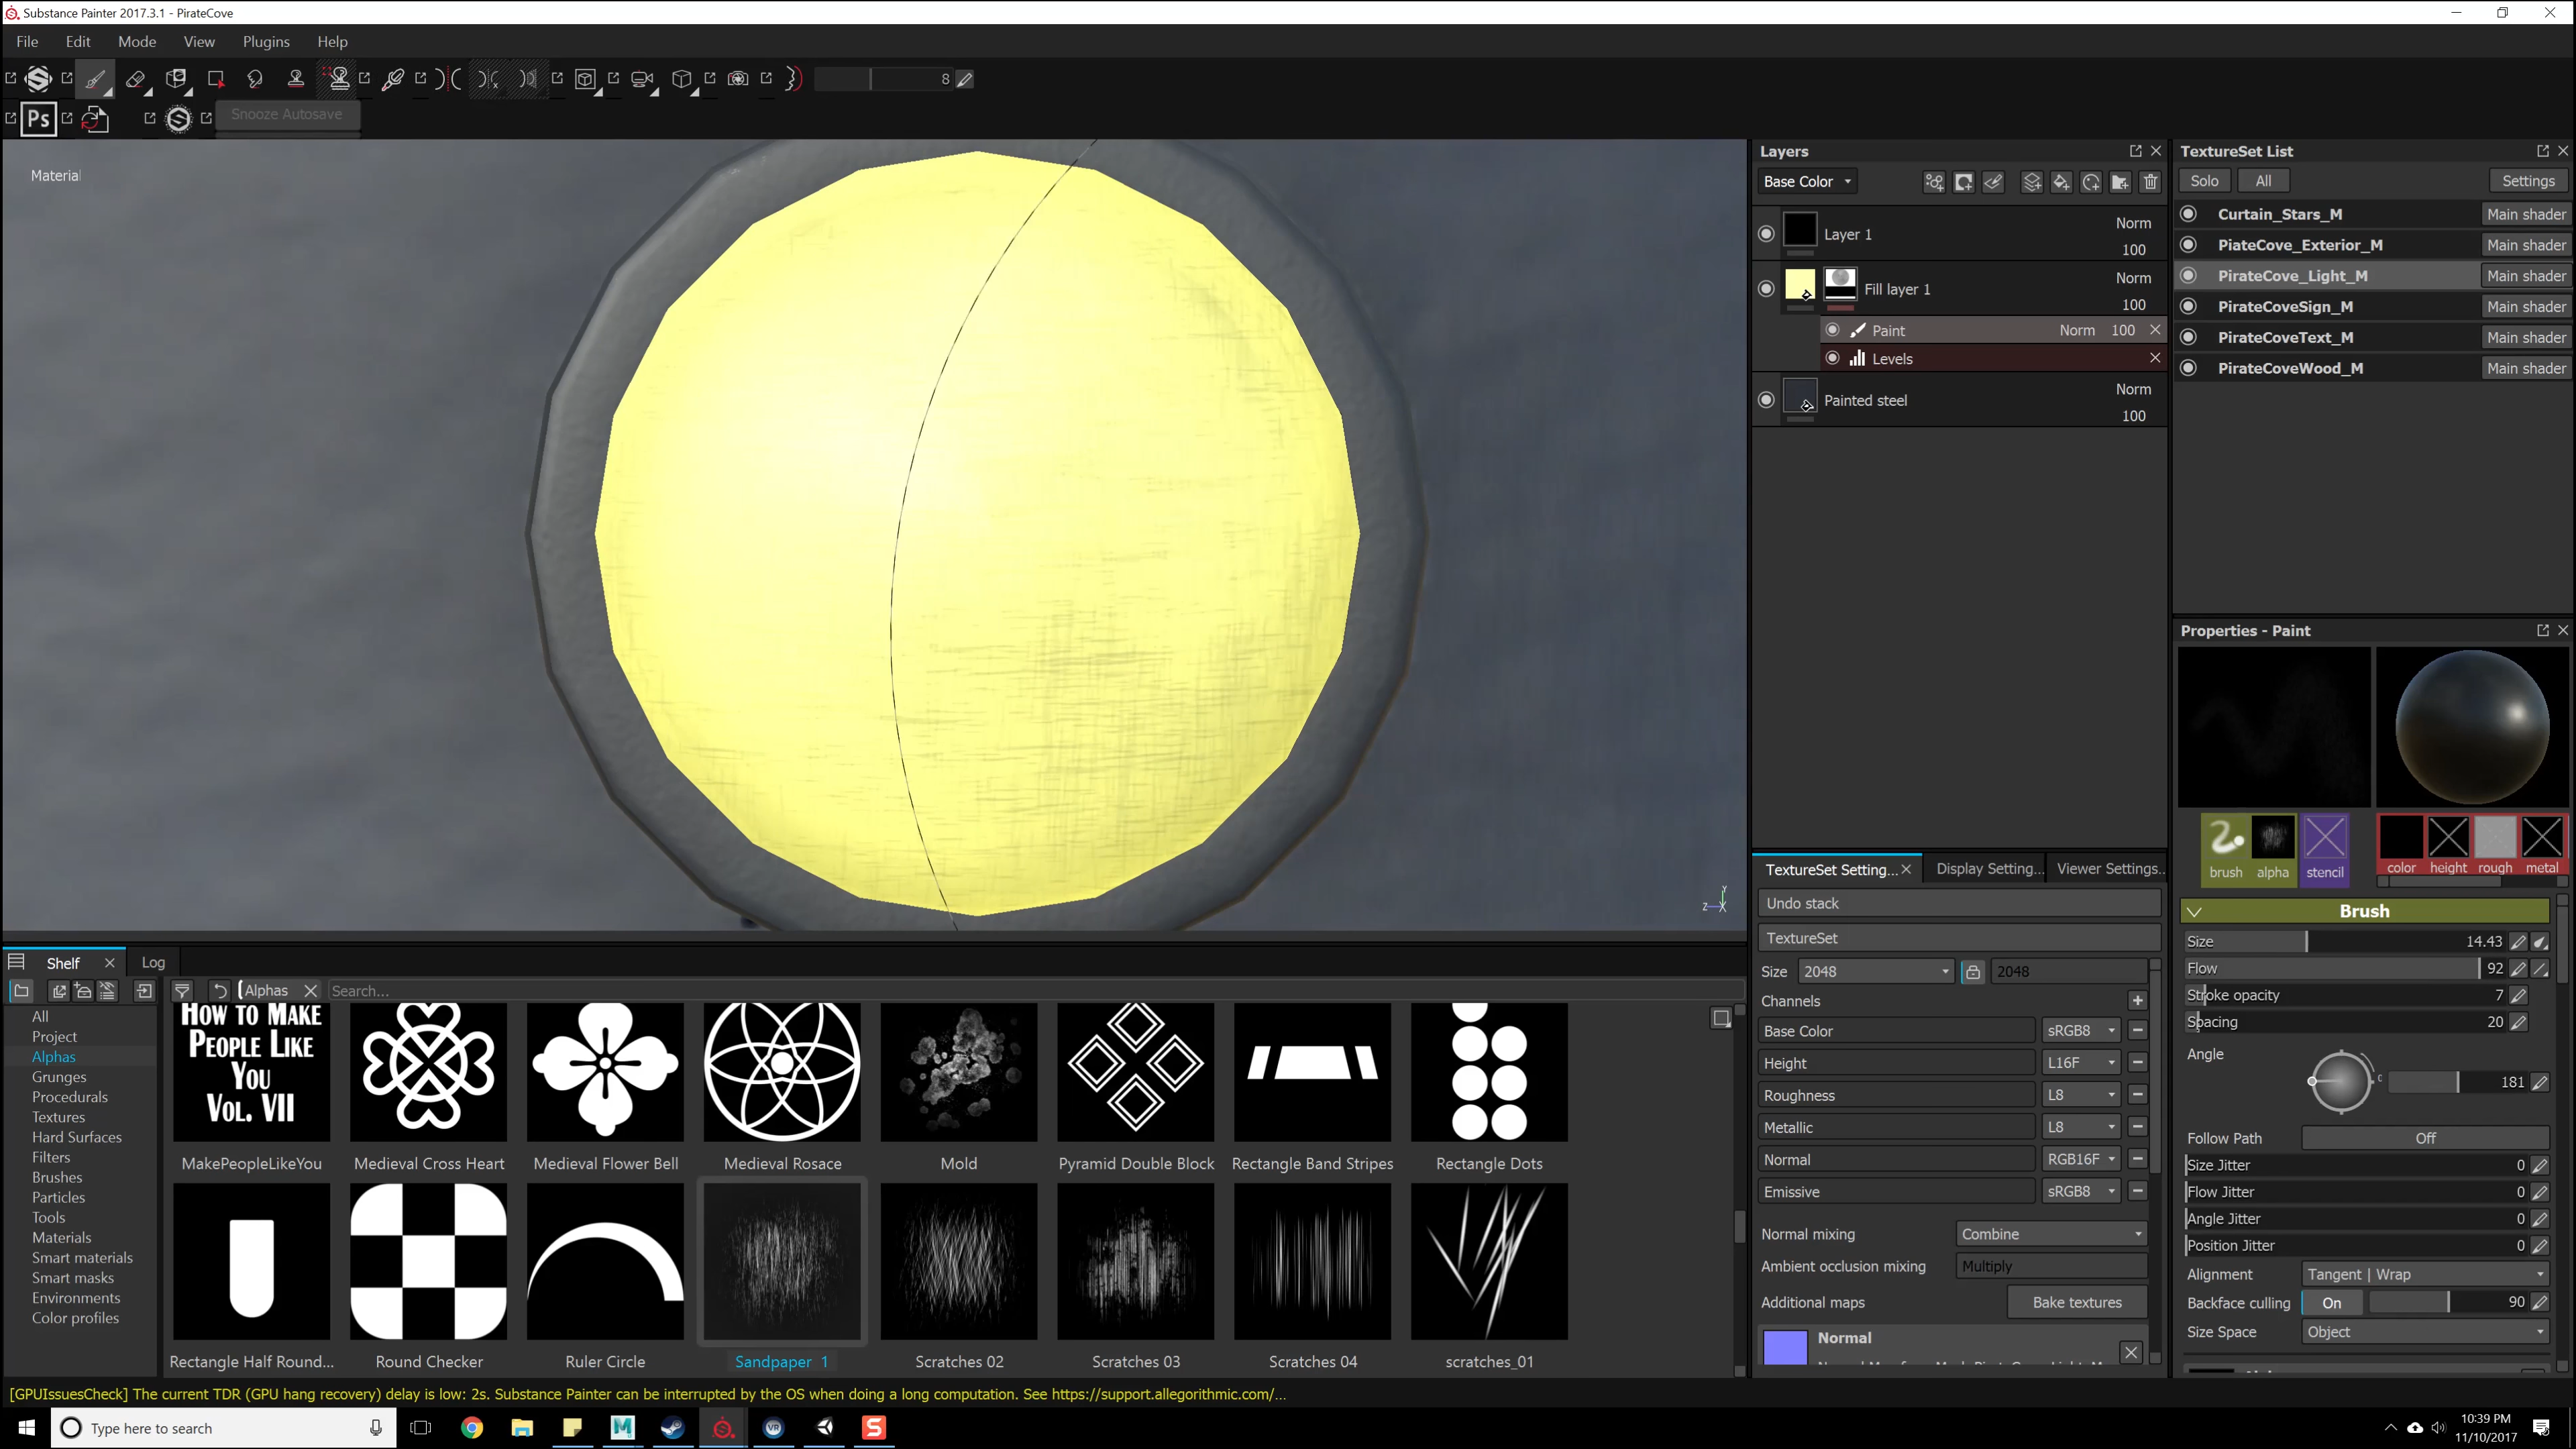 Substance Painter 2017.3.1 - PirateCove
File Edit Mode View Plugins Help
8
Ps
Snooze Autosave
Material
Layers
Base Color
Layer 1
Norm
100
Fill layer 1
Norm
100
Paint Norm 100
Levels
Painted steel
Norm
100
TextureSet List
Solo All Settings
Curtain_Stars_M Main shader
PiateCove_Exterior_M Main shader
PirateCove_Light_M Main shader
PirateCoveSign_M Main shader
PirateCoveText_M Main shader
PirateCoveWood_M Main shader
Properties - Paint
brush alpha stencil color height rough metal
Brush
Size 14.43
Flow 92
Stroke opacity 7
Spacing 20
Angle
181
Follow Path Off
Size Jitter 0
Flow Jitter 0
Angle Jitter 0
Position Jitter 0
Alignment Tangent | Wrap
Backface culling On 90
Size Space Object
TextureSet Setting... Display Setting... Viewer Settings...
Undo stack
TextureSet
Size 2048 2048
Channels
Base Color sRGB8
Height L16F
Roughness L8
Metallic L8
Normal RGB16F
Emissive sRGB8
Normal mixing Combine
Ambient occlusion mixing Multiply
Additional maps Bake textures
Normal
Y
Z X
Shelf Log
Alphas Search...
All
Project
Alphas
Grunges
Procedurals
Textures
Hard Surfaces
Filters
Brushes
Particles
Tools
Materials
Smart materials
Smart masks
Environments
Color profiles
HOW TO MAKE
PEOPLE LIKE
YOU
VOL. VII
MakePeopleLikeYou Medieval Cross Heart Medieval Flower Bell Medieval Rosace Mold Pyramid Double Block Rectangle Band Stripes Rectangle Dots
Rectangle Half Round... Round Checker Ruler Circle Sandpaper_1 Scratches 02 Scratches 03 Scratches 04 scratches_01
[GPUIssuesCheck] The current TDR (GPU hang recovery) delay is low: 2s. Substance Painter can be interrupted by the OS when doing a long computation. See https://support.allegorithmic.com/...
Type here to search
10:39 PM
11/10/2017